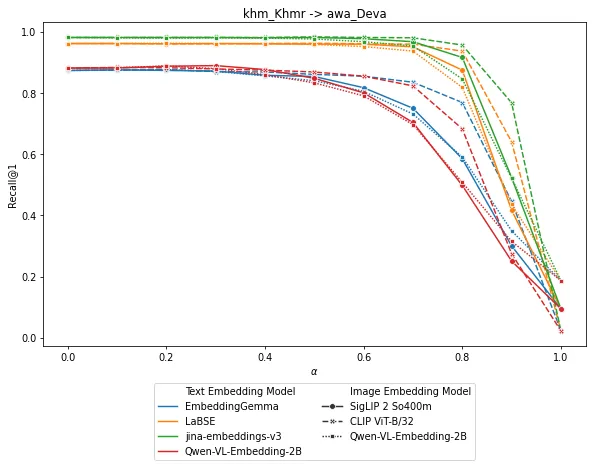 khm_Khmr -> awa_Deva
1.0
0.8
0.6
0.4
0.2
0.0
Recall@1
0.0 0.2 0.4 0.6 0.8 1.0
α
Text Embedding Model Image Embedding Model
EmbeddingGemma SigLIP 2 So400m
LaBSE CLIP ViT-B/32
jina-embeddings-v3 Qwen-VL-Embedding-2B
Qwen-VL-Embedding-2B